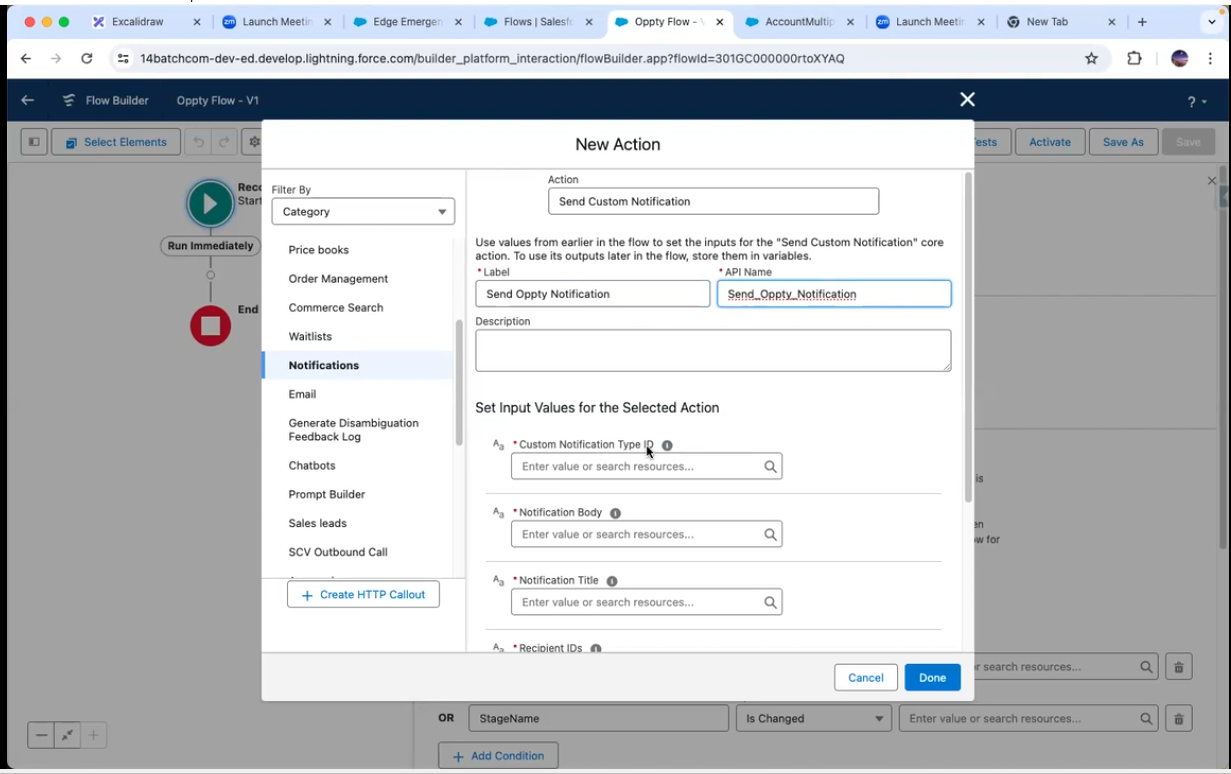 Excalidraw
Launch Meetin
Edge Emergen
Flows | Salesf
Oppty Flow - V
AccountMultip
Launch Meetin
New Tab
14batchcom-dev-ed.develop.lightning.force.com/builder_platform_interaction/flowBuilder.app?flowId=301GC000000rtoXYAQ
Flow Builder
Oppty Flow - V1
?
Select Elements
New Action
Activate
Save As
Save
Action
Send Custom Notification
Filter By
Category
Run Immediately
End
Price books
Order Management
Commerce Search
Waitlists
Notifications
Email
Generate Disambiguation
Feedback Log
Chatbots
Prompt Builder
Sales leads
SCV Outbound Call
Create HTTP Callout
Use values from earlier in the flow to set the inputs for the "Send Custom Notification" core
action. To use its outputs later in the flow, store them in variables.
* Label
* API Name
Send Oppty Notification
Send_Oppty_Notification
Description
Set Input Values for the Selected Action
Aa * Custom Notification Type ID
Enter value or search resources...
Aa * Notification Body
Enter value or search resources...
Aa * Notification Title
Enter value or search resources...
Aa * Recipient IDs
Cancel
Done
or search resources...
OR
StageName
Is Changed
Enter value or search resources...
Add Condition